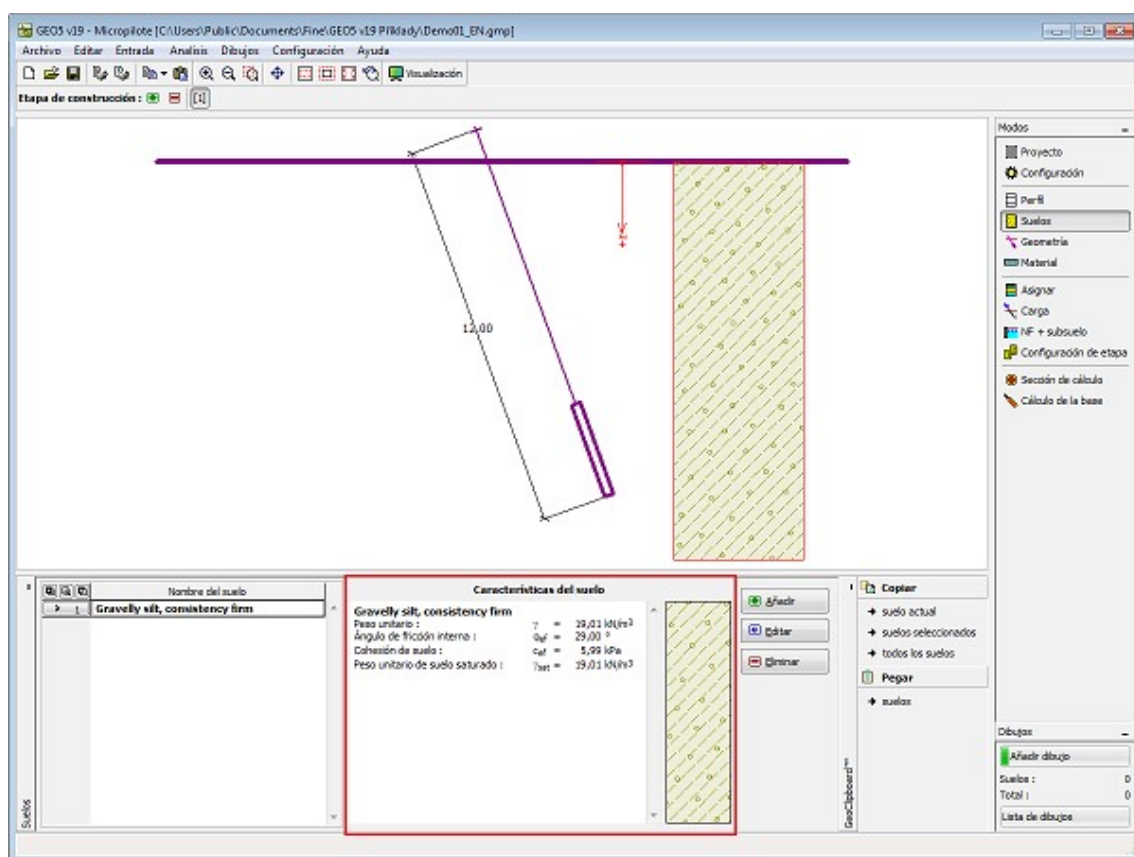 GEO5 v19 - Micropilote [C:\Users\Public\Documents\Fine\GEO5 v19 Příklady\Demo01_EN.gmp]
Archivo Editar Entrada Analisis Dibujos Configuración Ayuda
Visualización
Etapa de construcción : [1]
12,00
+z
Modos
Proyecto
Configuración
Perfil
Suelos
Geometría
Material
Asignar
Carga
NF + subsuelo
Configuración de etapa
Sección de cálculo
Cálculo de la base
Suelos
Nombre del suelo
> 1 Gravelly silt, consistency firm
Características del suelo
Gravelly silt, consistency firm
Peso unitario : γ = 19,01 kN/m3
Ángulo de fricción interna : φef = 29,00 °
Cohesión de suelo : cef = 5,99 kPa
Peso unitario de suelo saturado : γsat = 19,01 kN/m3
Añadir
Editar
Eliminar
GeoClipboard™
Copiar
suelo actual
suelos seleccionados
todos los suelos
Pegar
suelos
Dibujos
Añadir dibujo
Suelos : 0
Total : 0
Lista de dibujos